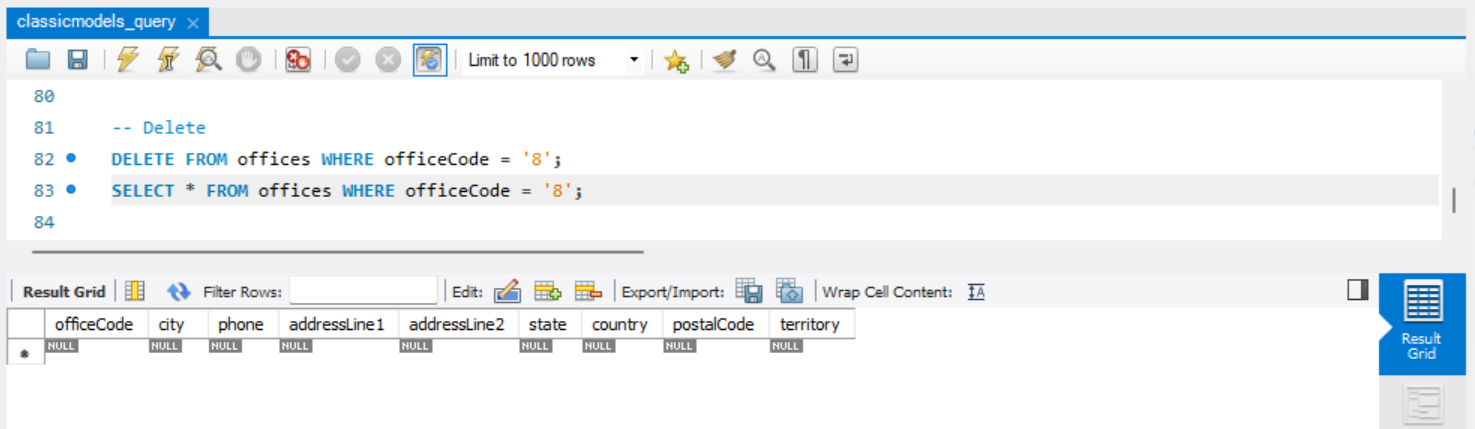 classicmodels_query ×
Limit to 1000 rows
80
81 -- Delete
82 DELETE FROM offices WHERE officeCode = '8';
83 SELECT * FROM offices WHERE officeCode = '8';
84
Result Grid Filter Rows: Edit: Export/Import: Wrap Cell Content: IA
officeCode city phone addressLine1 addressLine2 state country postalCode territory
* NULL NULL NULL NULL NULL NULL NULL NULL NULL
Result
Grid